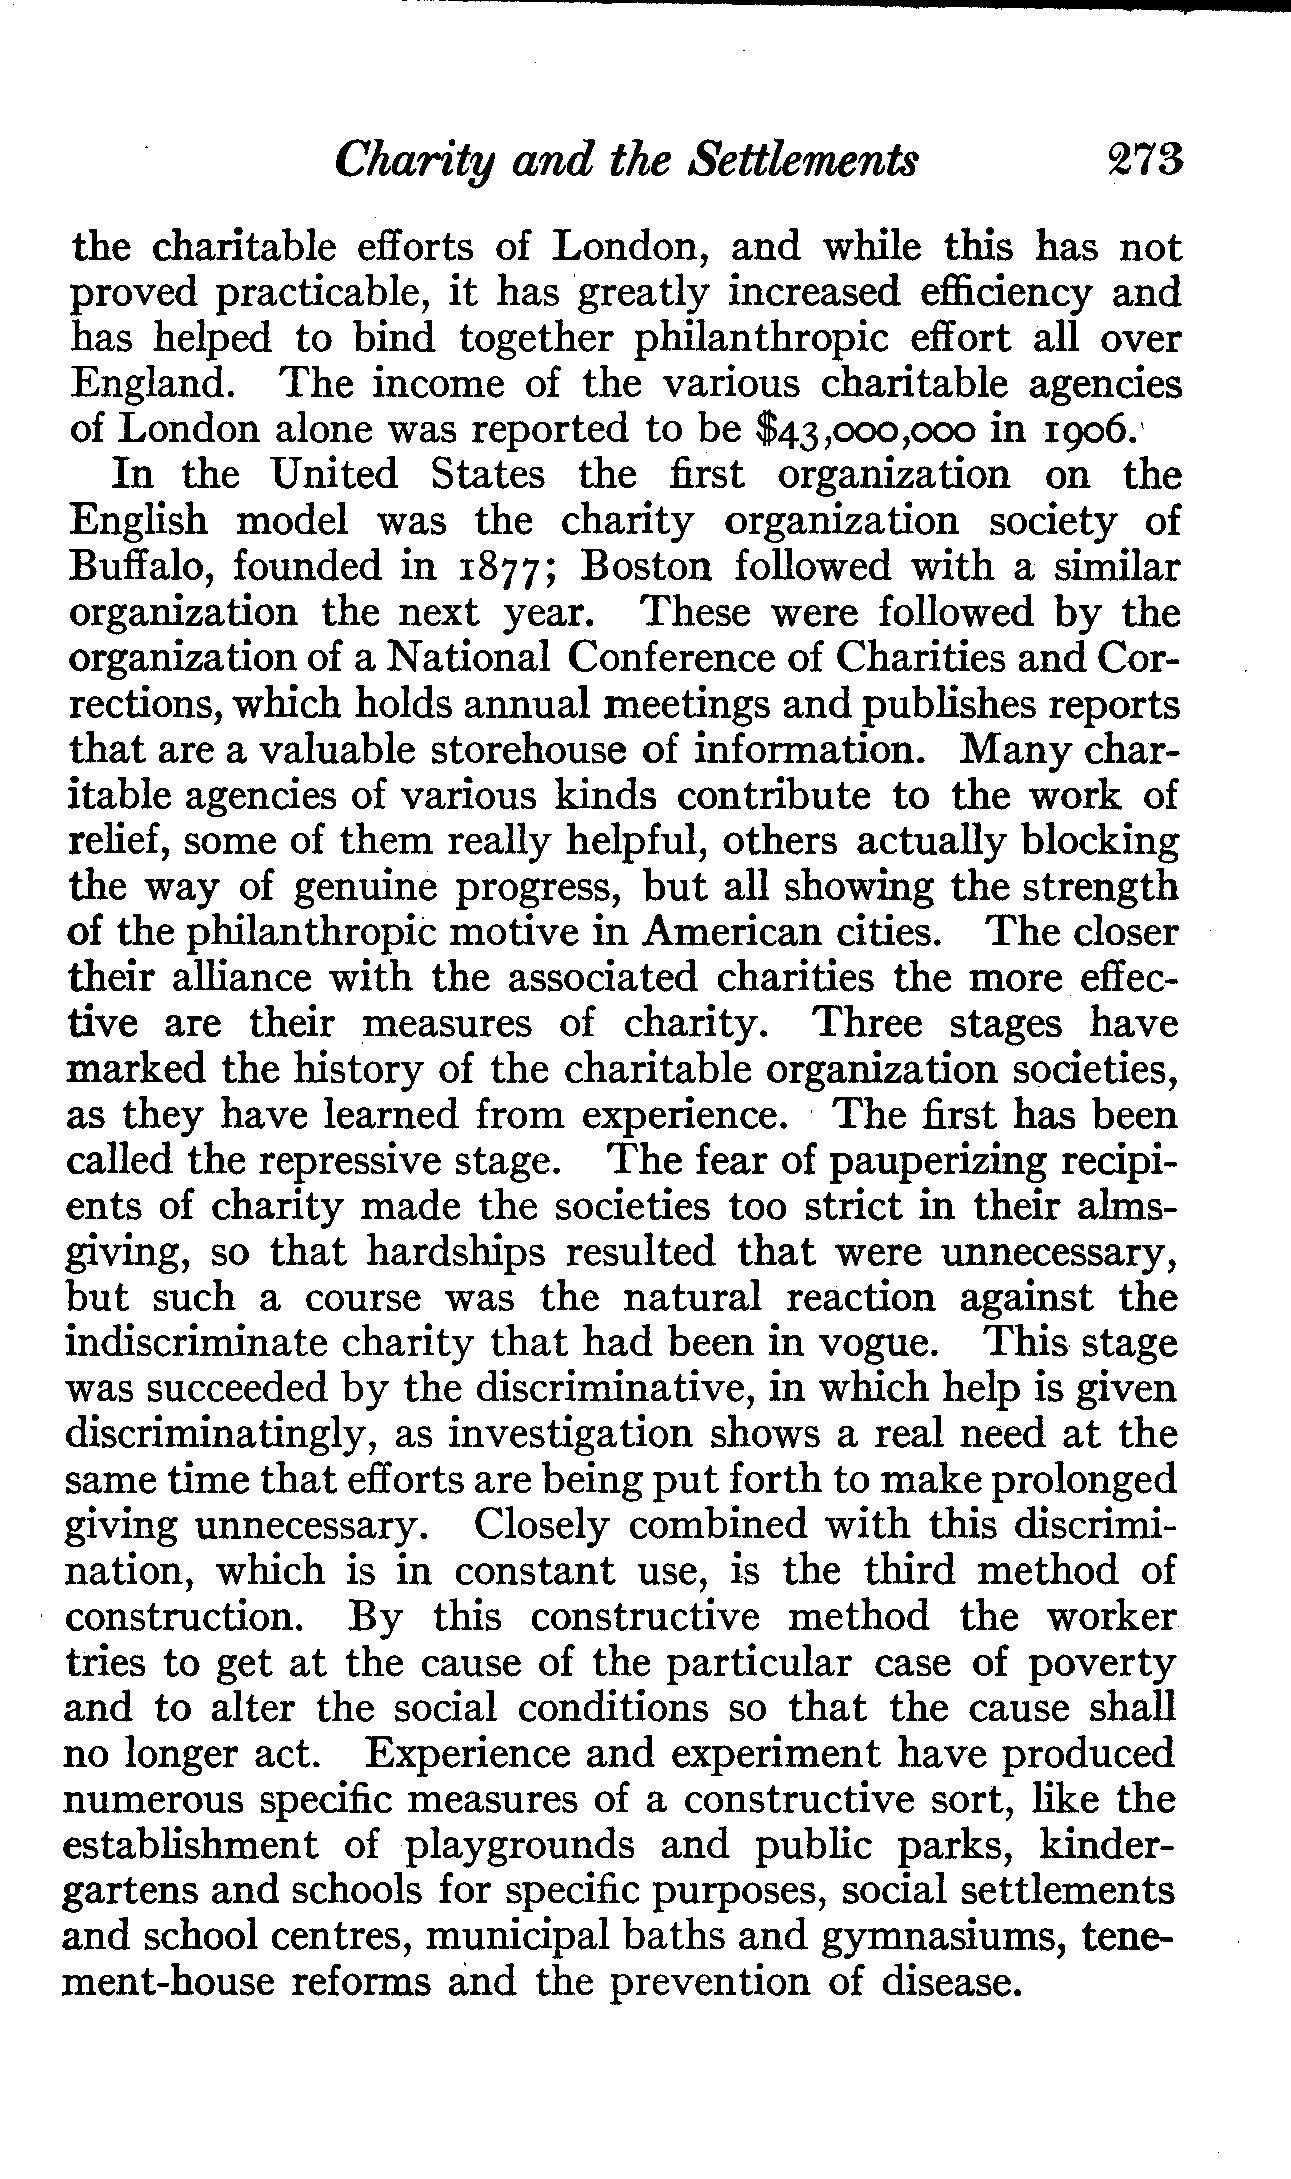 Charity and the Settlements 273
the charitable efforts of London, and while this has not
proved practicable, it has greatly increased efficiency and
has helped to bind together philanthropic effort all over
England. The income of the various charitable agencies
of London alone was reported to be $43,000,000 in 1906.
In the United States the first organization on the
English model was the charity organization society of
Buffalo, founded in 1877; Boston followed with a similar
organization the next year. These were followed by the
organization of a National Conference of Charities and Cor-
rections, which holds annual meetings and publishes reports
that are a valuable storehouse of information. Many char-
itable agencies of various kinds contribute to the work of
relief, some of them really helpful, others actually blocking
the way of genuine progress, but all showing the strength
of the philanthropic motive in American cities. The closer
their alliance with the associated charities the more effec-
tive are their measures of charity. Three stages have
marked the history of the charitable organization societies,
as they have learned from experience. The first has been
called the repressive stage. The fear of pauperizing recipi-
ents of charity made the societies too strict in their alms-
giving, so that hardships resulted that were unnecessary,
but such a course was the natural reaction against the
indiscriminate charity that had been in vogue. This stage
was succeeded by the discriminative, in which help is given
discriminatingly, as investigation shows a real need at the
same time that efforts are being put forth to make prolonged
giving unnecessary. Closely combined with this discrimi-
nation, which is in constant use, is the third method of
construction. By this constructive method the worker
tries to get at the cause of the particular case of poverty
and to alter the social conditions so that the cause shall
no longer act. Experience and experiment have produced
numerous specific measures of a constructive sort, like the
establishment of playgrounds and public parks, kinder-
gartens and schools for specific purposes, social settlements
and school centres, municipal baths and gymnasiums, tene-
ment-house reforms and the prevention of disease.